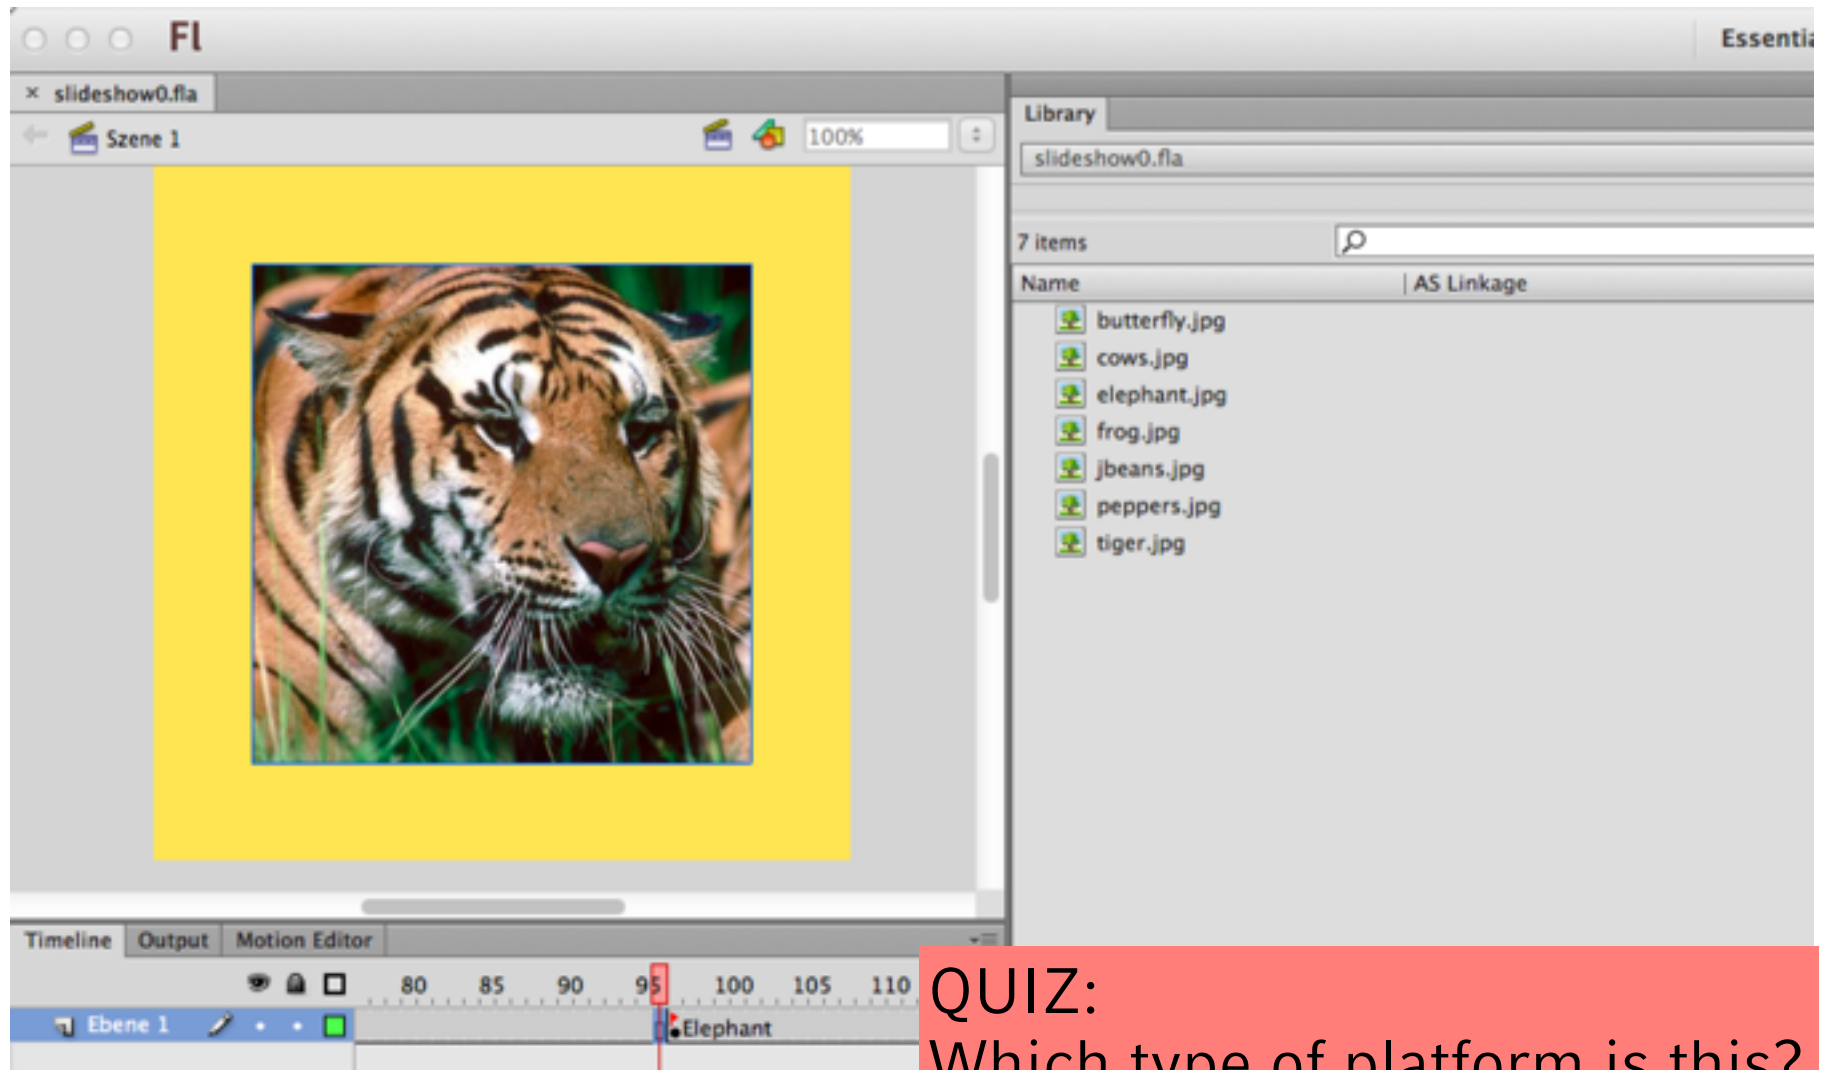 Fl
Essentia
× slideshow0.fla
Szene 1
100%
Library
slideshow0.fla
7 items
Name
AS Linkage
butterfly.jpg
cows.jpg
elephant.jpg
frog.jpg
jbeans.jpg
peppers.jpg
tiger.jpg
Timeline Output Motion Editor
80 85 90 95 100 105 110
Ebene 1
Elephant
QUIZ:
Which type of platform is this?